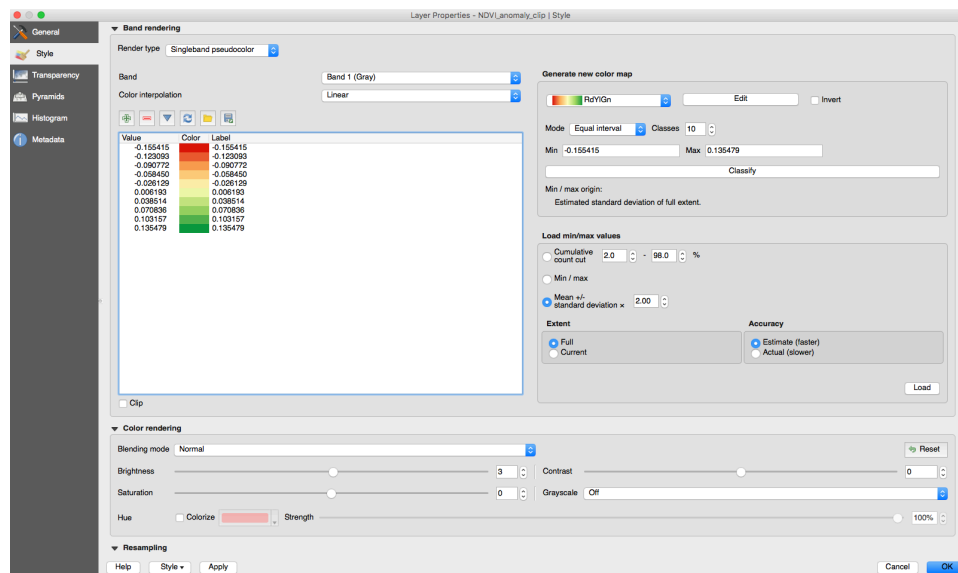 Layer Properties - NDVI_anomaly_clip | Style
General
Style
Transparency
Pyramids
Histogram
Metadata
Band rendering
Render type Singleband pseudocolor
Band Band 1 (Gray)
Color interpolation Linear
Value Color Label
-0.155415 -0.155415
-0.123093 -0.123093
-0.090772 -0.090772
-0.058450 -0.058450
-0.026129 -0.026129
0.006193 0.006193
0.038514 0.038514
0.070836 0.070836
0.103157 0.103157
0.135479 0.135479
Clip
Generate new color map
RdYlGn Edit Invert
Mode Equal interval Classes 10
Min -0.155415 Max 0.135479
Classify
Min / max origin:
Estimated standard deviation of full extent.
Load min/max values
Cumulative
count cut 2.0 - 98.0 %
Min / max
Mean +/-
standard deviation × 2.00
Extent Accuracy
Full Estimate (faster)
Current Actual (slower)
Load
Color rendering
Blending mode Normal Reset
Brightness 3 Contrast 0
Saturation 0 Grayscale Off
Hue Colorize Strength 100%
Resampling
Help Style Apply Cancel OK